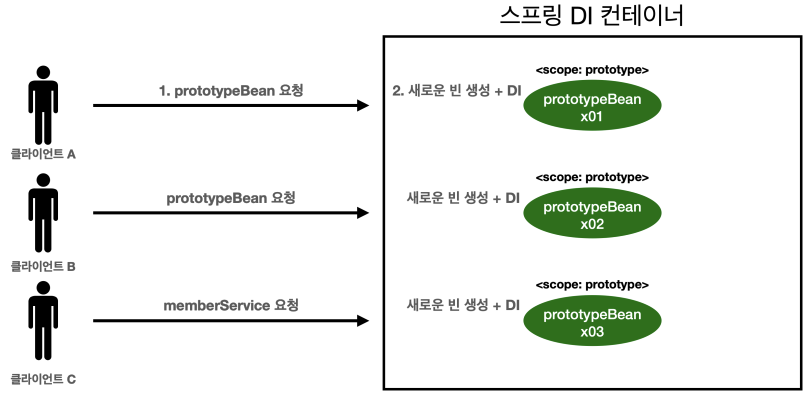 스프링 DI 컨테이너
<scope: prototype>
1. prototypeBean 요청
2. 새로운 빈 생성 + DI
prototypeBean
x01
클라이언트 A
<scope: prototype>
prototypeBean 요청
새로운 빈 생성 + DI
prototypeBean
x02
클라이언트 B
<scope: prototype>
memberService 요청
새로운 빈 생성 + DI
prototypeBean
x03
클라이언트 C